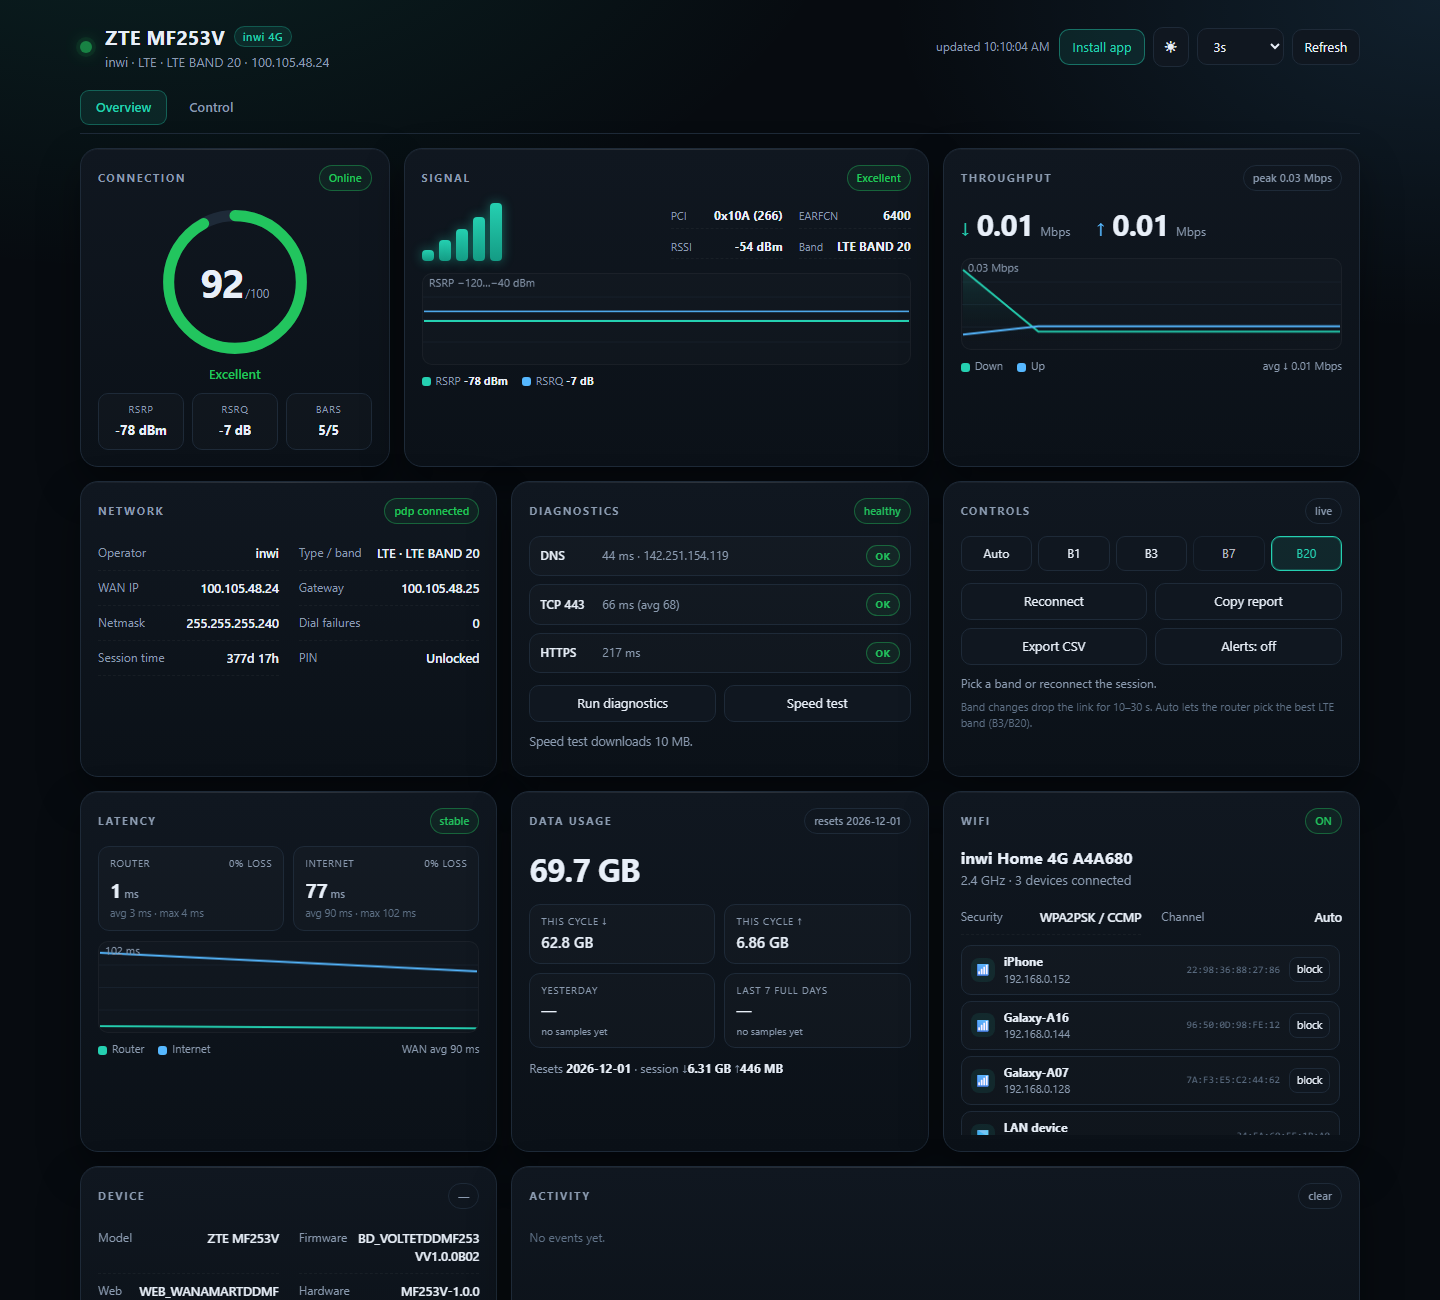 ZTE MF253V inwi 4G
inwi · LTE · LTE BAND 20 · 100.105.48.24
updated 10:10:04 AM Install app 3s Refresh
Overview Control
CONNECTION Online
92 /100
Excellent
RSRP RSRQ BARS
-78 dBm -7 dB 5/5
SIGNAL Excellent
PCI 0x10A (266) EARFCN 6400
RSSI -54 dBm Band LTE BAND 20
RSRP −120…−40 dBm
RSRP -78 dBm RSRQ -7 dB
THROUGHPUT peak 0.03 Mbps
↓ 0.01 Mbps ↑ 0.01 Mbps
0.03 Mbps
Down Up avg ↓ 0.01 Mbps
NETWORK pdp connected
Operator inwi Type / band LTE · LTE BAND 20
WAN IP 100.105.48.24 Gateway 100.105.48.25
Netmask 255.255.255.240 Dial failures 0
Session time 377d 17h PIN Unlocked
DIAGNOSTICS healthy
DNS 44 ms · 142.251.154.119 OK
TCP 443 66 ms (avg 68) OK
HTTPS 217 ms OK
Run diagnostics Speed test
Speed test downloads 10 MB.
CONTROLS live
Auto B1 B3 B7 B20
Reconnect Copy report
Export CSV Alerts: off
Pick a band or reconnect the session.
Band changes drop the link for 10–30 s. Auto lets the router pick the best LTE
band (B3/B20).
LATENCY stable
ROUTER 0% LOSS INTERNET 0% LOSS
1 ms 77 ms
avg 3 ms · max 4 ms avg 90 ms · max 102 ms
102 ms
Router Internet WAN avg 90 ms
DATA USAGE resets 2026-12-01
69.7 GB
THIS CYCLE ↓ THIS CYCLE ↑
62.8 GB 6.86 GB
YESTERDAY LAST 7 FULL DAYS
— —
no samples yet no samples yet
Resets 2026-12-01 · session ↓6.31 GB ↑446 MB
WIFI ON
inwi Home 4G A4A680
2.4 GHz · 3 devices connected
Security WPA2PSK / CCMP Channel Auto
iPhone
192.168.0.152 22:98:36:88:27:86 block
Galaxy-A16
192.168.0.144 96:50:0D:98:FE:12 block
Galaxy-A07
192.168.0.128 7A:F3:E5:C2:44:62 block
LAN device
DEVICE —
Model ZTE MF253V Firmware BD_VOLTETDDMF253
VV1.0.0B02
Web WEB_WANAMARTDDMF Hardware MF253V-1.0.0
ACTIVITY clear
No events yet.